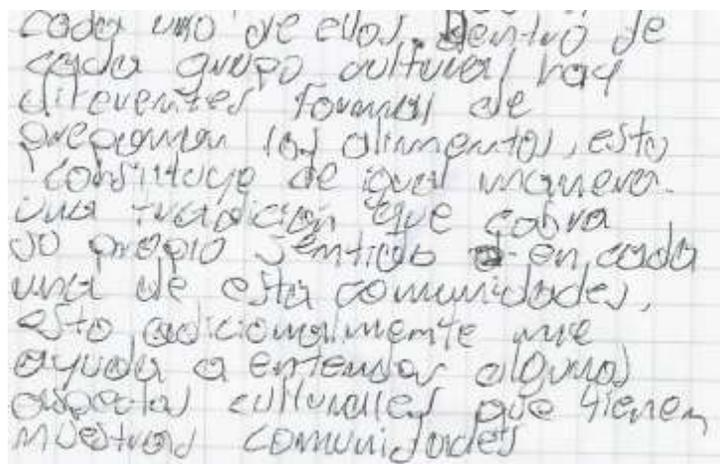 cada uno de ellos. Dentro de
cada grupo cultural hay
diferentes formas de
preparar los alimentos, esto
constituye de igual manera
una tradición que cobra
su propio sentido en cada
una de esta comunidades,
esto adicionalmente me
ayuda a entender algunos
aspectos culturales que tienen
nuestras comunidades